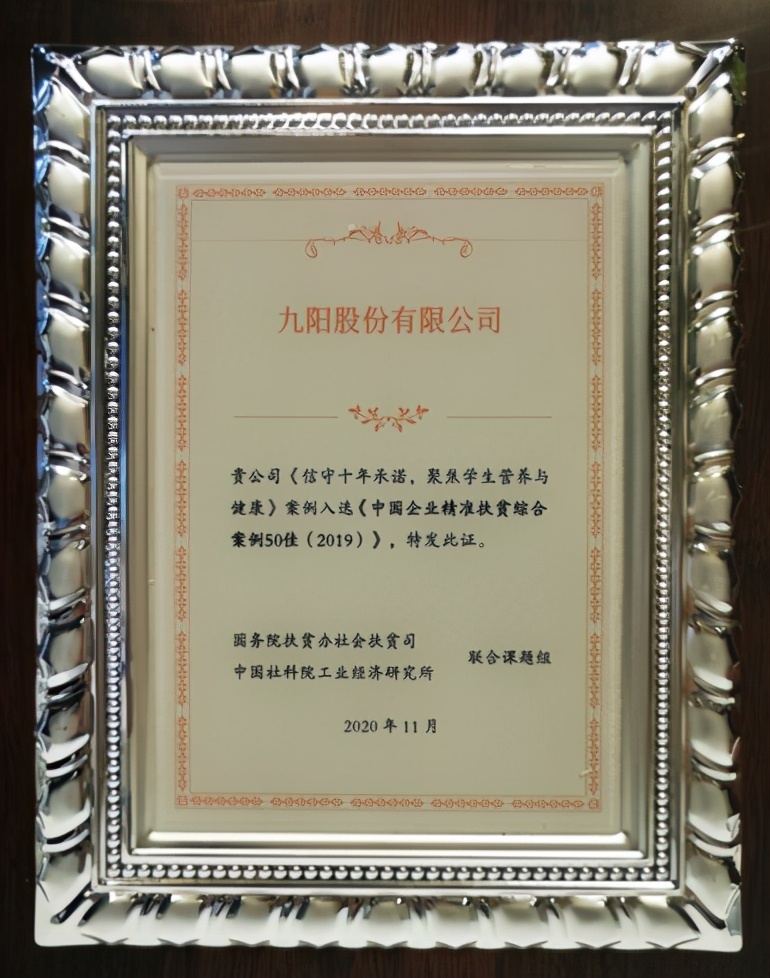 九阳股份有限公司
贵公司《信守十年承诺，聚焦学生营养与
健康》案例入选《中国企业精准扶贫综合
案例50佳（2019）》，特发此证。
国务院扶贫办社会扶贫司
中国社科院工业经济研究所
联合课题组
2020年11月